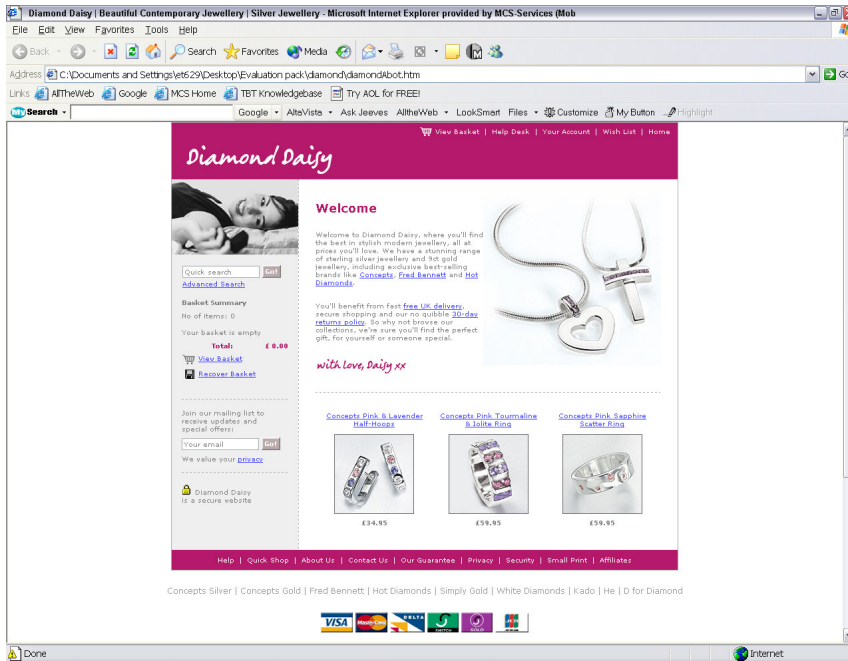 Diamond Daisy | Beautiful Contemporary Jewellery | Silver Jewellery - Microsoft Internet Explorer provided by MCS-Services (Mob
File Edit View Favorites Tools Help
Back Search Favorites Media
Address C:\Documents and Settings\et629\Desktop\Evaluation pack\diamond\diamondAbot.htm Go
Links AllTheWeb Google MCS Home TBT Knowledgebase Try AOL for FREE!
My Search Google AltaVista Ask Jeeves AlltheWeb LookSmart Files Customize My Button Highlight
View Basket | Help Desk | Your Account | Wish List | Home
Diamond Daisy
Quick search Go!
Advanced Search
Basket Summary
No of items: 0
Your basket is empty
Total: £ 0.00
View Basket
Recover Basket
Join our mailing list to
receive updates and
special offers:
Your email Go!
We value your privacy
Diamond Daisy
is a secure website
Welcome
Welcome to Diamond Daisy, where you'll find
the best in stylish modern jewellery, all at
prices you'll love. We have a stunning range
of sterling silver jewellery and 9ct gold
jewellery, including exclusive best-selling
brands like Concepts, Fred Bennett and Hot
Diamonds.
You'll benefit from fast free UK delivery,
secure shopping and our no quibble 30-day
returns policy. So why not browse our
collections, we're sure you'll find the perfect
gift, for yourself or someone special.
with love, Daisy xx
Concepts Pink & Lavender
Half-Hoops
£34.95
Concepts Pink Tourmaline
& Iolite Ring
£59.95
Concepts Pink Sapphire
Scatter Ring
£59.95
Help | Quick Shop | About Us | Contact Us | Our Guarantee | Privacy | Security | Small Print | Affiliates
Concepts Silver | Concepts Gold | Fred Bennett | Hot Diamonds | Simply Gold | White Diamonds | Kado | He | D for Diamond
VISA MasterCard DELTA SWITCH SOLO JCB
Done Internet